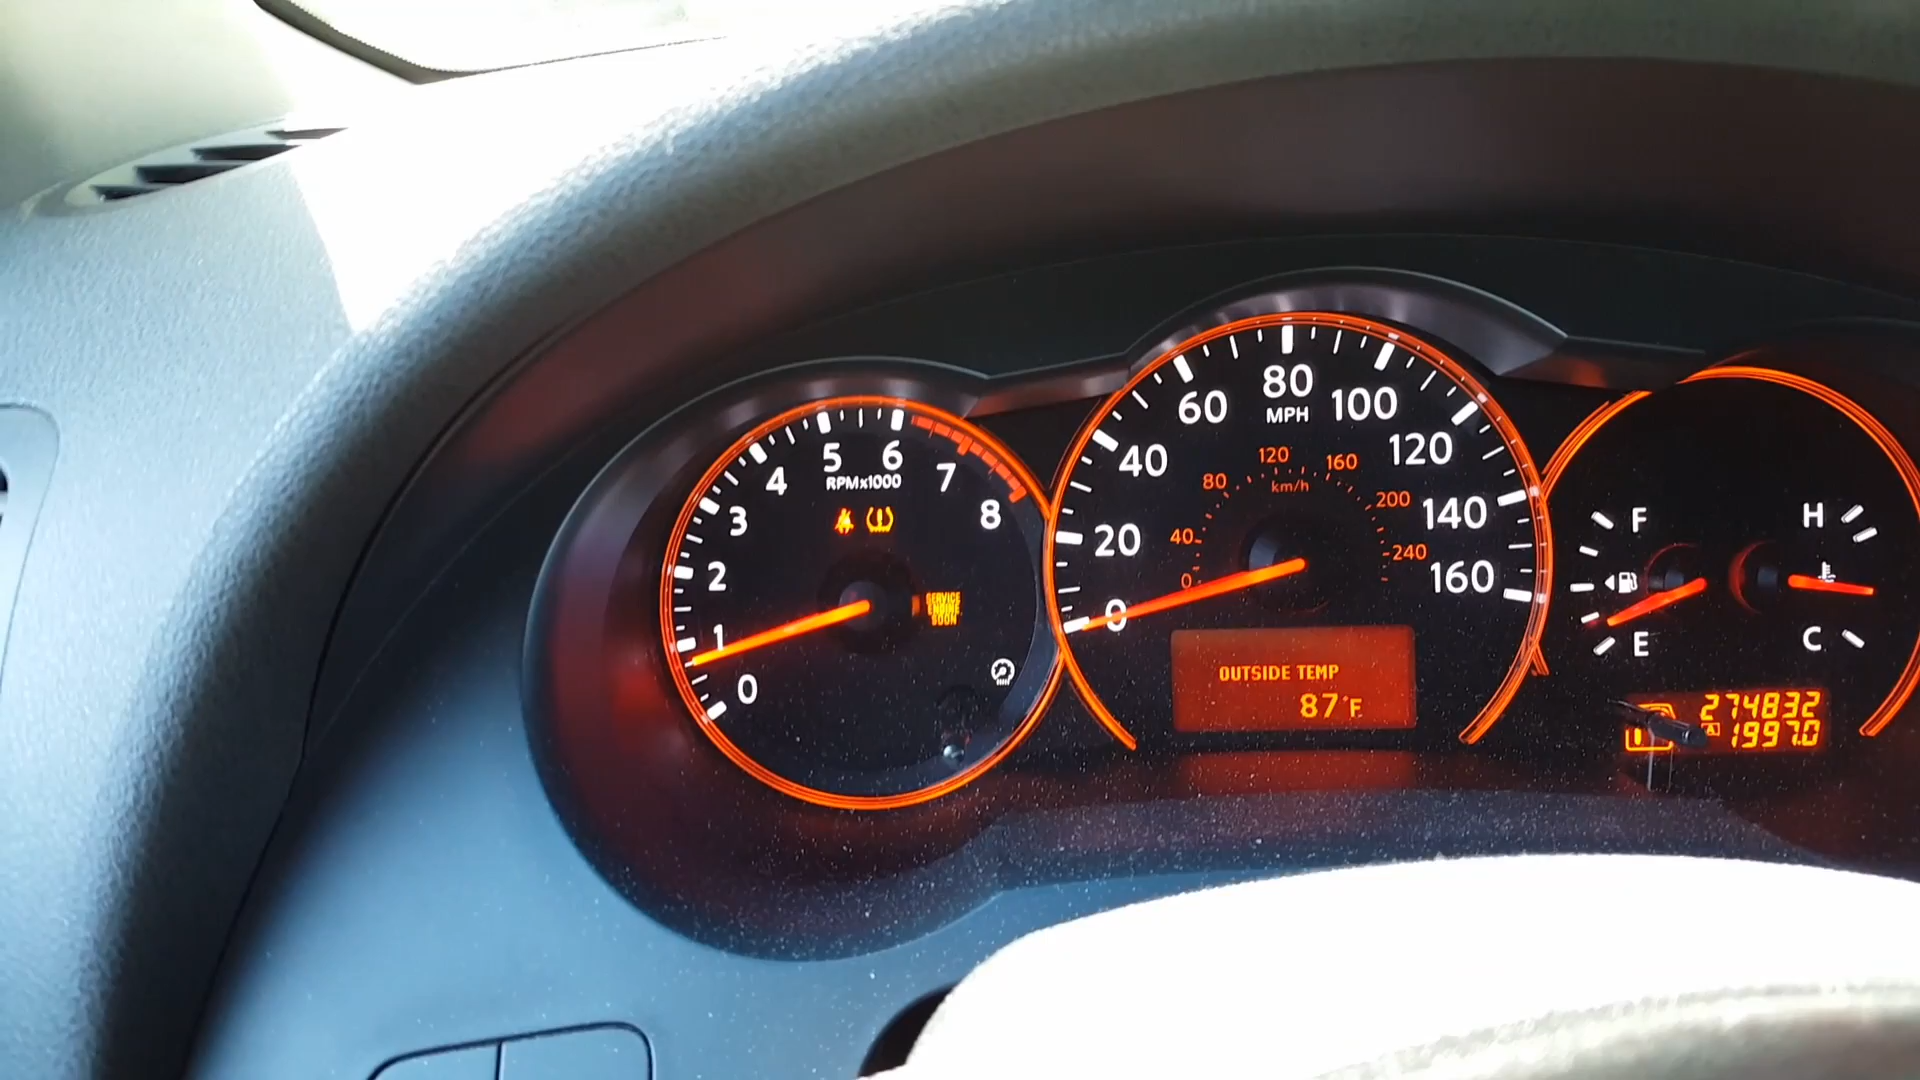 0
1
2
3
4
5
6
7
8
RPMx1000
SERVICE
ENGINE
SOON
0
20
40
60
80
100
120
140
160
MPH
0
40
80
120
160
200
240
km/h
OUTSIDE TEMP
87°F
F
E
H
C
274832
A 1997.0